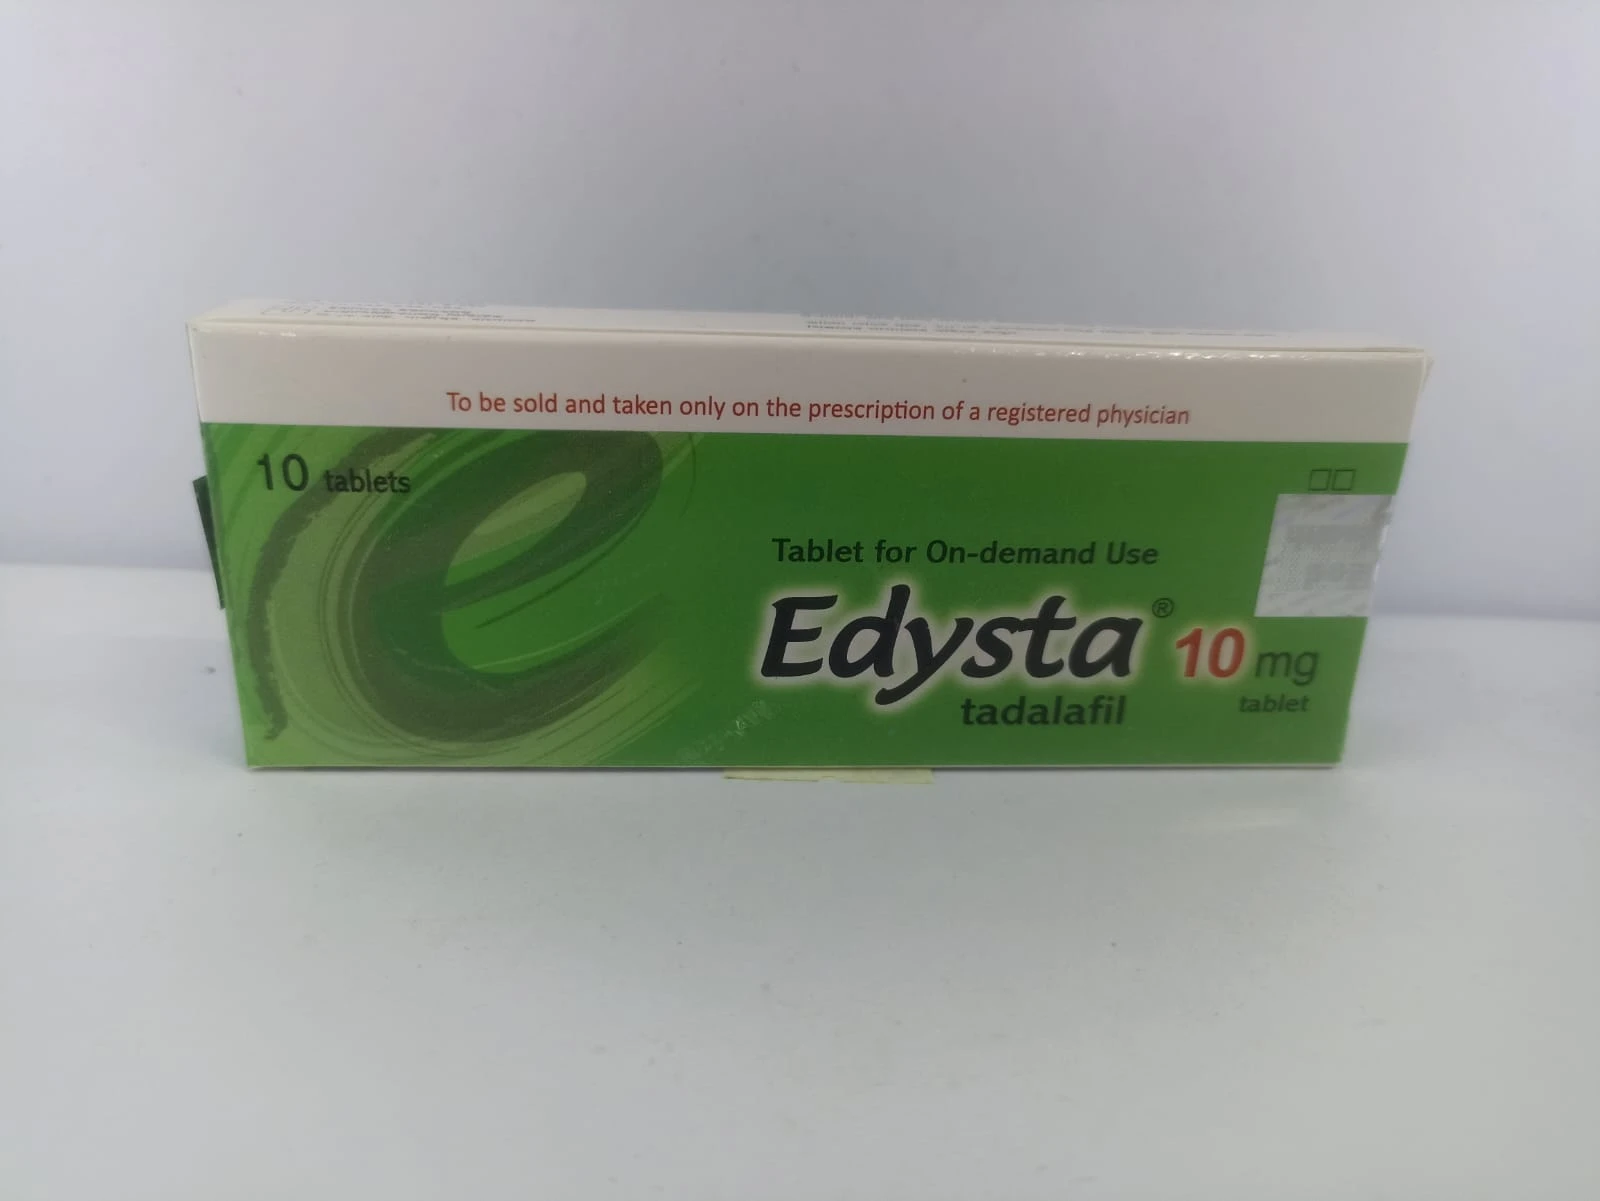 To be sold and taken only on the prescription of a registered physician
10 tablets
Tablet for On-demand Use
Edysta® 10 mg
tadalafil tablet